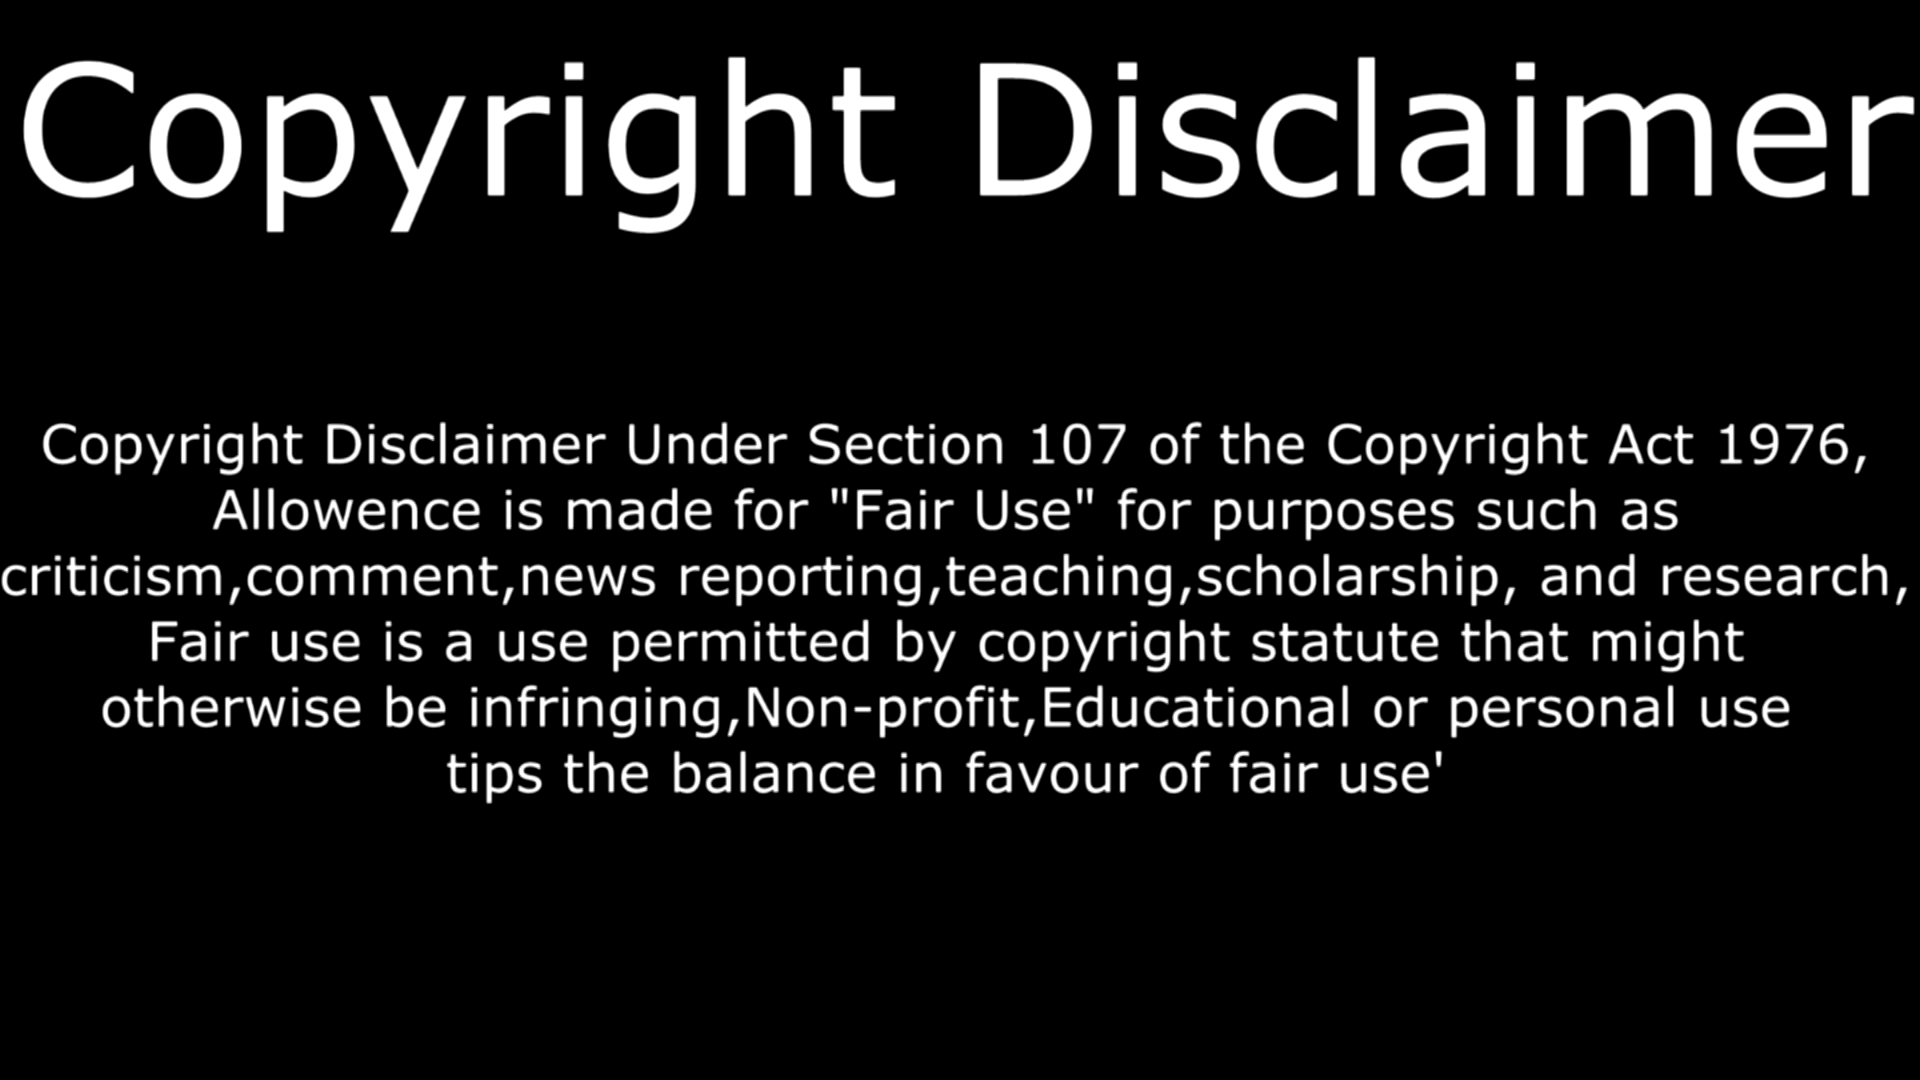 Copyright Disclaimer
Copyright Disclaimer Under Section 107 of the Copyright Act 1976,
Allowence is made for "Fair Use" for purposes such as
criticism,comment,news reporting,teaching,scholarship, and research,
Fair use is a use permitted by copyright statute that might
otherwise be infringing,Non-profit,Educational or personal use
tips the balance in favour of fair use'